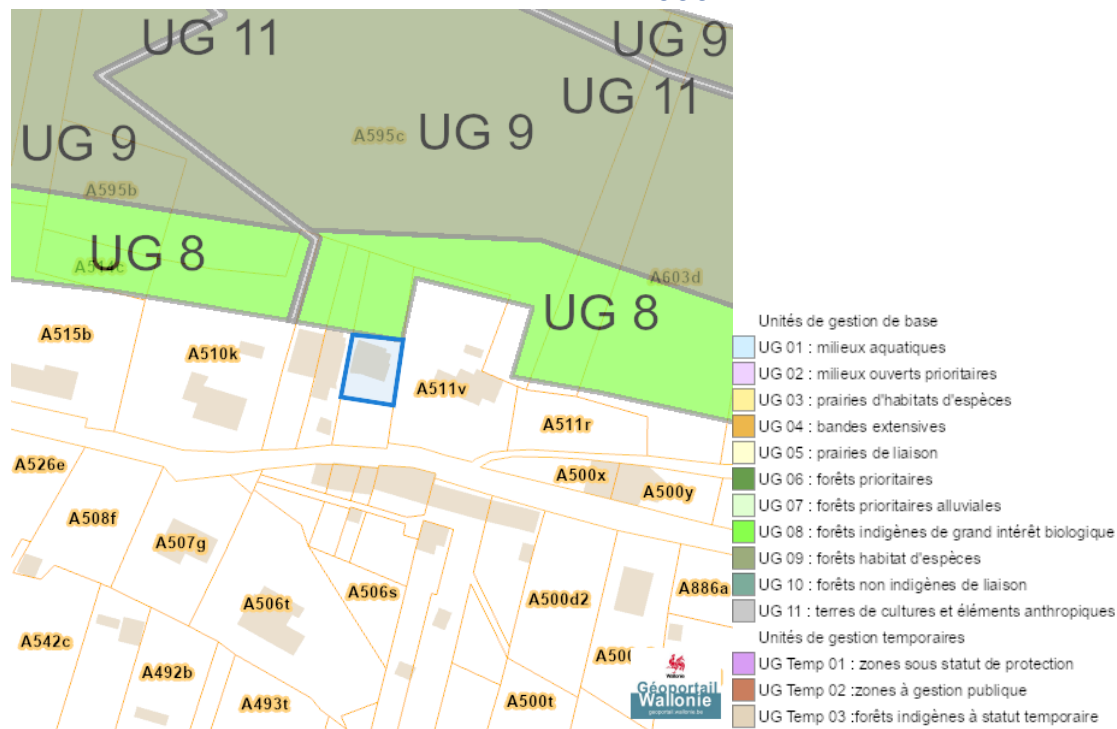 UG 11
UG 9
UG 11
UG 9
A595c
UG 9
A595b
UG 8
A514c
A603d
UG 8
A515b
A510k
A511v
A511r
A526e
A500x
A500y
A508f
A507g
A506t
A506s
A500d2
A886a
A542c
A492b
A493t
A500t
Wallonie
Géoportail
Wallonie
geoportail.wallonie.be
Unités de gestion de base
UG 01 : milieux aquatiques
UG 02 : milieux ouverts prioritaires
UG 03 : prairies d'habitats d'espèces
UG 04 : bandes extensives
UG 05 : prairies de liaison
UG 06 : forêts prioritaires
UG 07 : forêts prioritaires alluviales
UG 08 : forêts indigènes de grand intérêt biologique
UG 09 : forêts habitat d'espèces
UG 10 : forêts non indigènes de liaison
UG 11 : terres de cultures et éléments anthropiques
Unités de gestion temporaires
UG Temp 01 : zones sous statut de protection
UG Temp 02 :zones à gestion publique
UG Temp 03 :forêts indigènes à statut temporaire